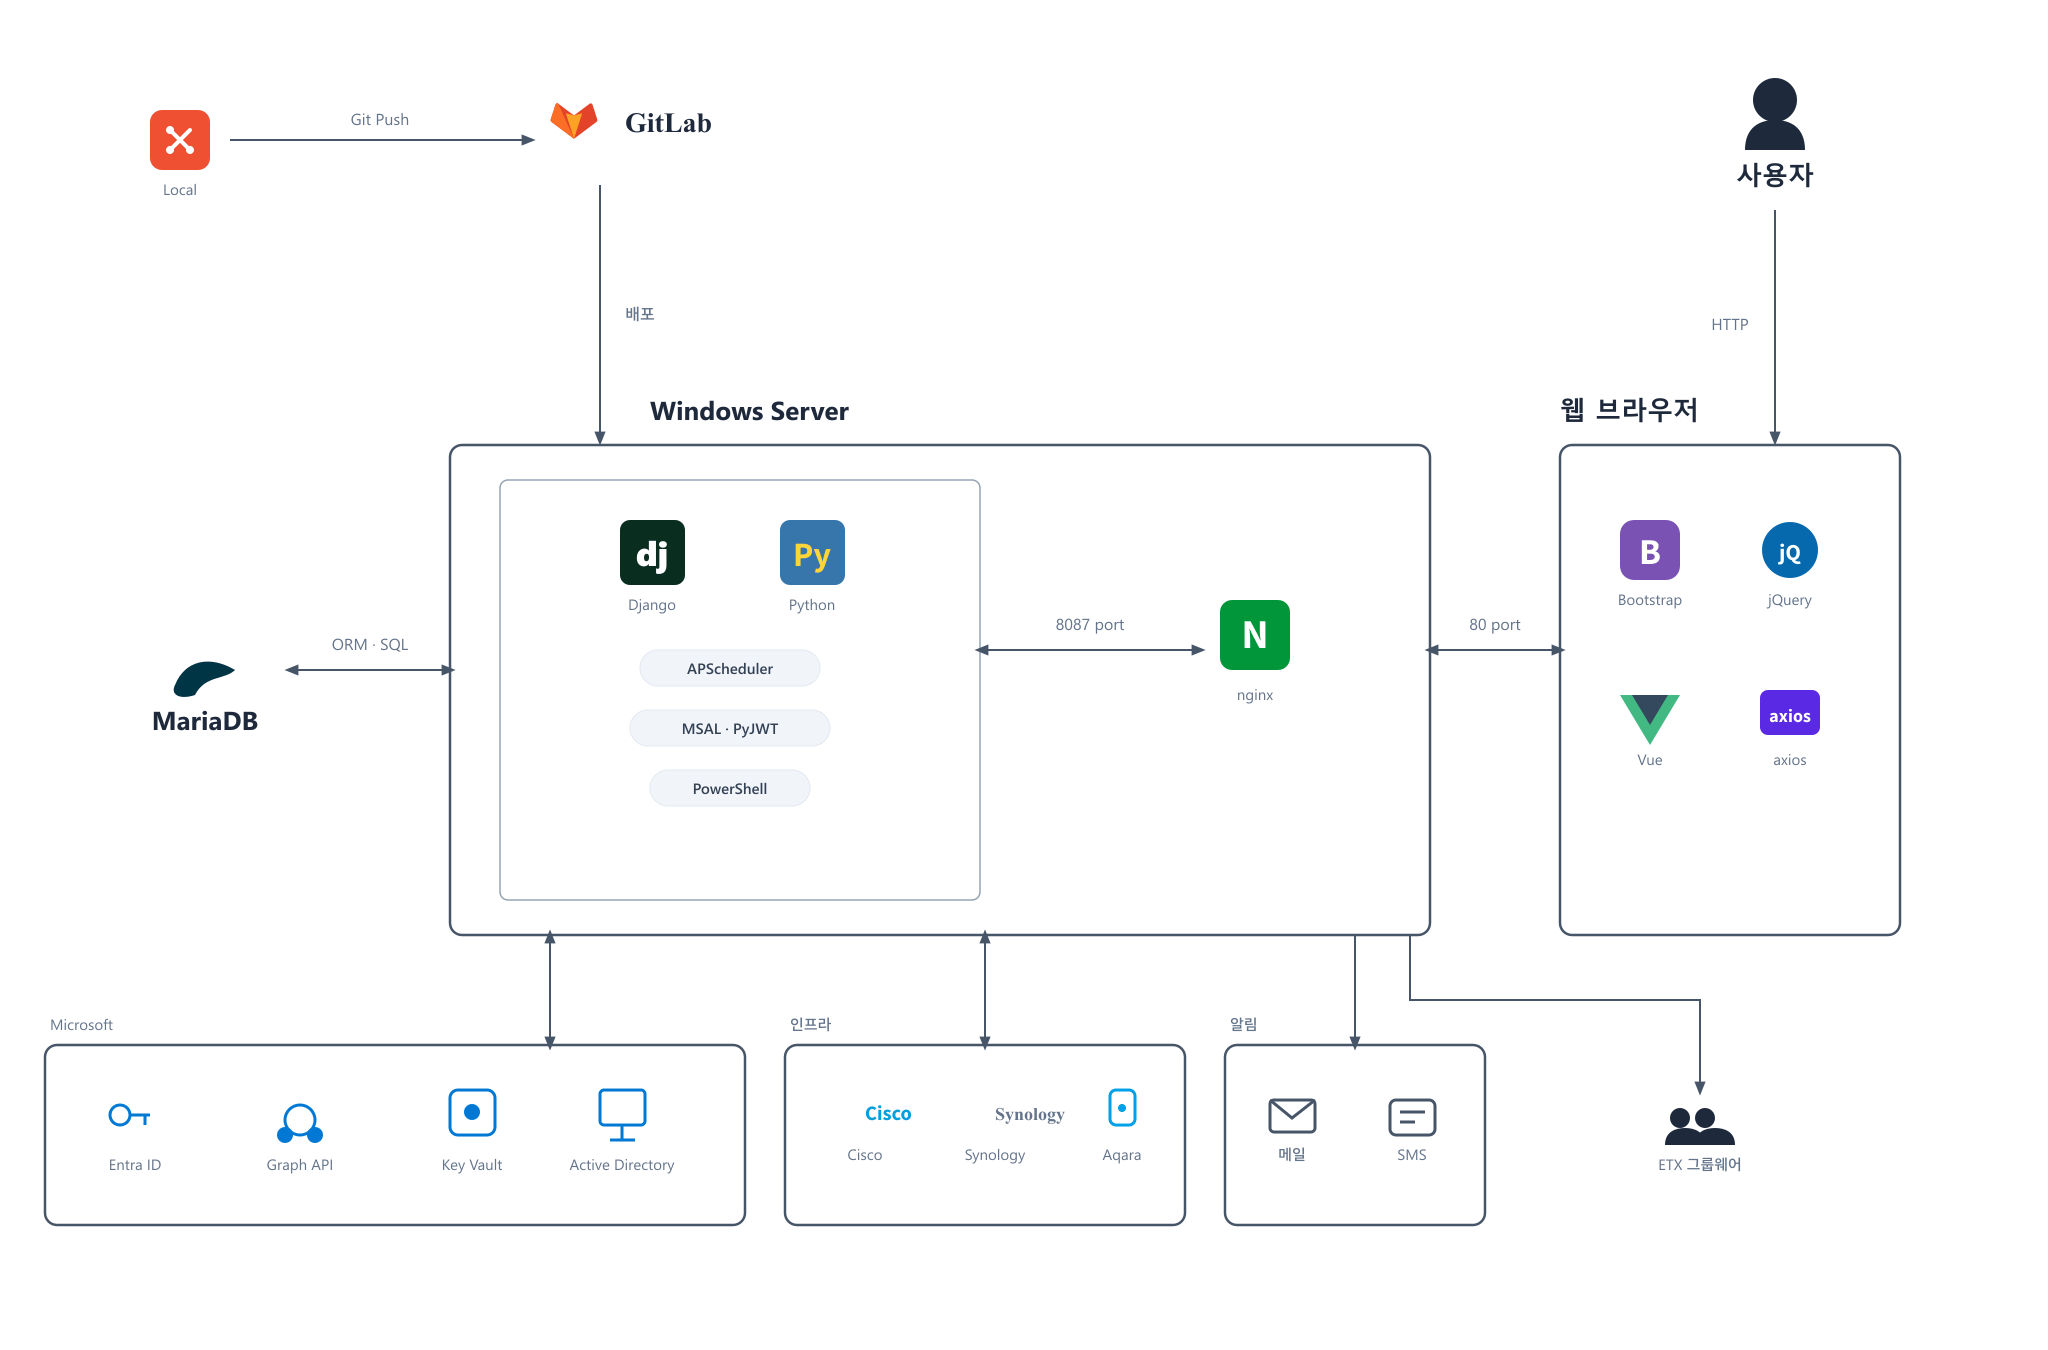 Git Push
GitLab
Local
사용자
배포
HTTP
Windows Server
웹 브라우저
dj
Py
Django
Python
B
jQ
Bootstrap
jQuery
ORM · SQL
MariaDB
APScheduler
MSAL · PyJWT
PowerShell
8087 port
N
nginx
80 port
axios
Vue
axios
Microsoft
Entra ID
Graph API
Key Vault
Active Directory
인프라
Cisco
Synology
Cisco
Synology
Aqara
알림
메일
SMS
ETX 그룹웨어